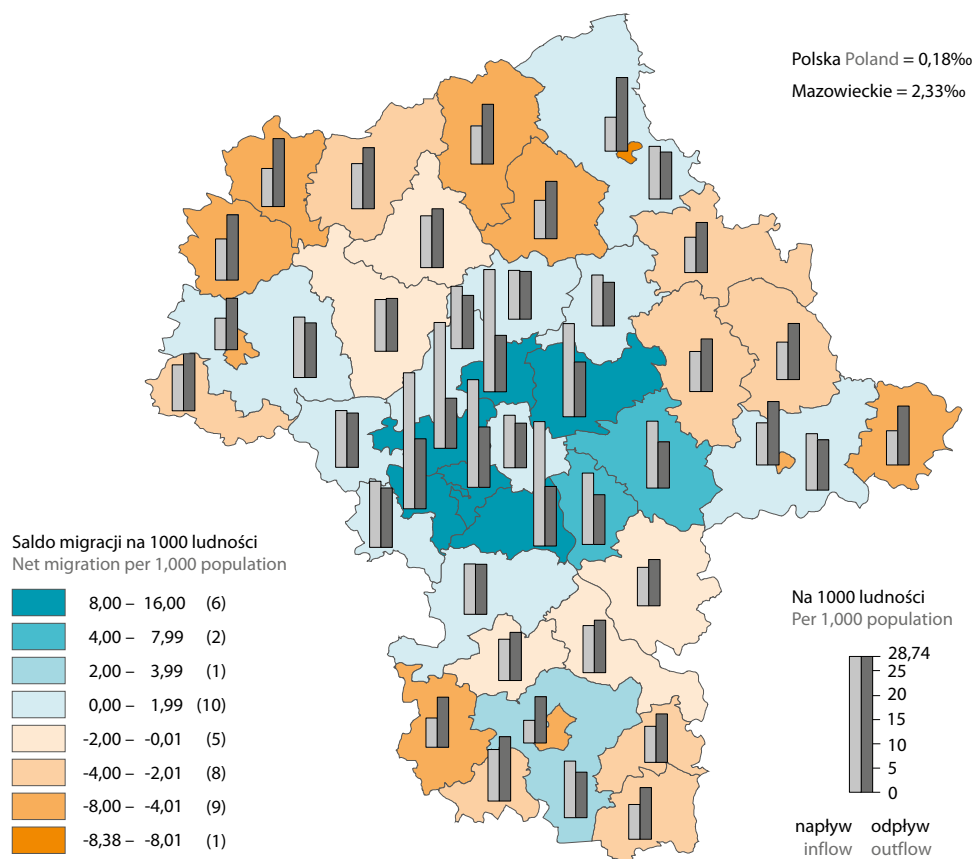 Polska Poland = 0,18‰
Mazowieckie = 2,33‰
Saldo migracji na 1000 ludności
Net migration per 1,000 population
8,00 – 16,00 (6)
4,00 – 7,99 (2)
2,00 – 3,99 (1)
0,00 – 1,99 (10)
-2,00 – -0,01 (5)
-4,00 – -2,01 (8)
-8,00 – -4,01 (9)
-8,38 – -8,01 (1)
Na 1000 ludności
Per 1,000 population
28,74
25
20
15
10
5
0
napływ odpływ
inflow outflow